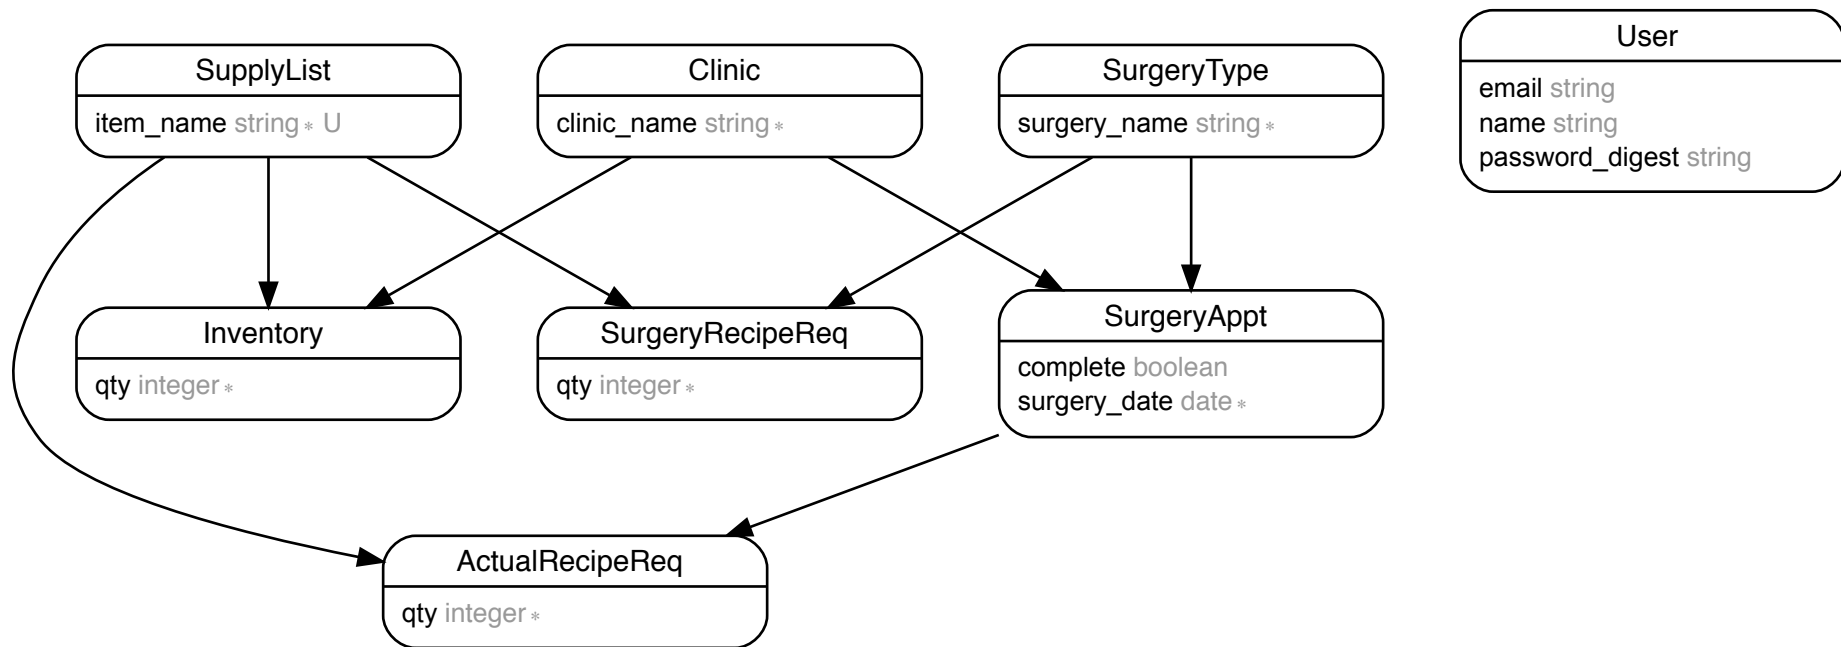 SupplyList
item_name string * U
Clinic
clinic_name string *
SurgeryType
surgery_name string *
User
email string
name string
password_digest string
Inventory
qty integer *
SurgeryRecipeReq
qty integer *
SurgeryAppt
complete boolean
surgery_date date *
ActualRecipeReq
qty integer *